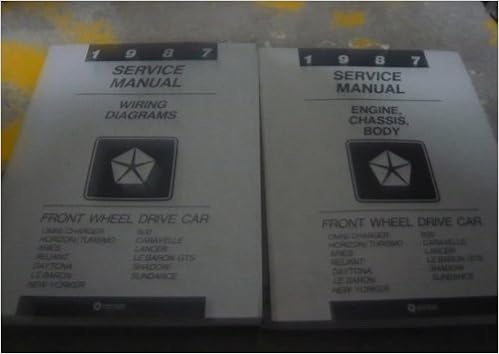 1987
SERVICE
MANUAL
WIRING
DIAGRAMS
FRONT WHEEL DRIVE CAR
OMNI/CHARGER 600
HORIZON/TURISMO CARAVELLE
ARIES LANCER
RELIANT LE BARON GTS
DAYTONA SHADOW
LE BARON SUNDANCE
NEW YORKER
1987
SERVICE
MANUAL
ENGINE,
CHASSIS,
BODY
FRONT WHEEL DRIVE CAR
OMNI/CHARGER 600
HORIZON/TURISMO CARAVELLE
ARIES LANCER
RELIANT LE BARON GTS
DAYTONA SHADOW
LE BARON SUNDANCE
NEW YORKER